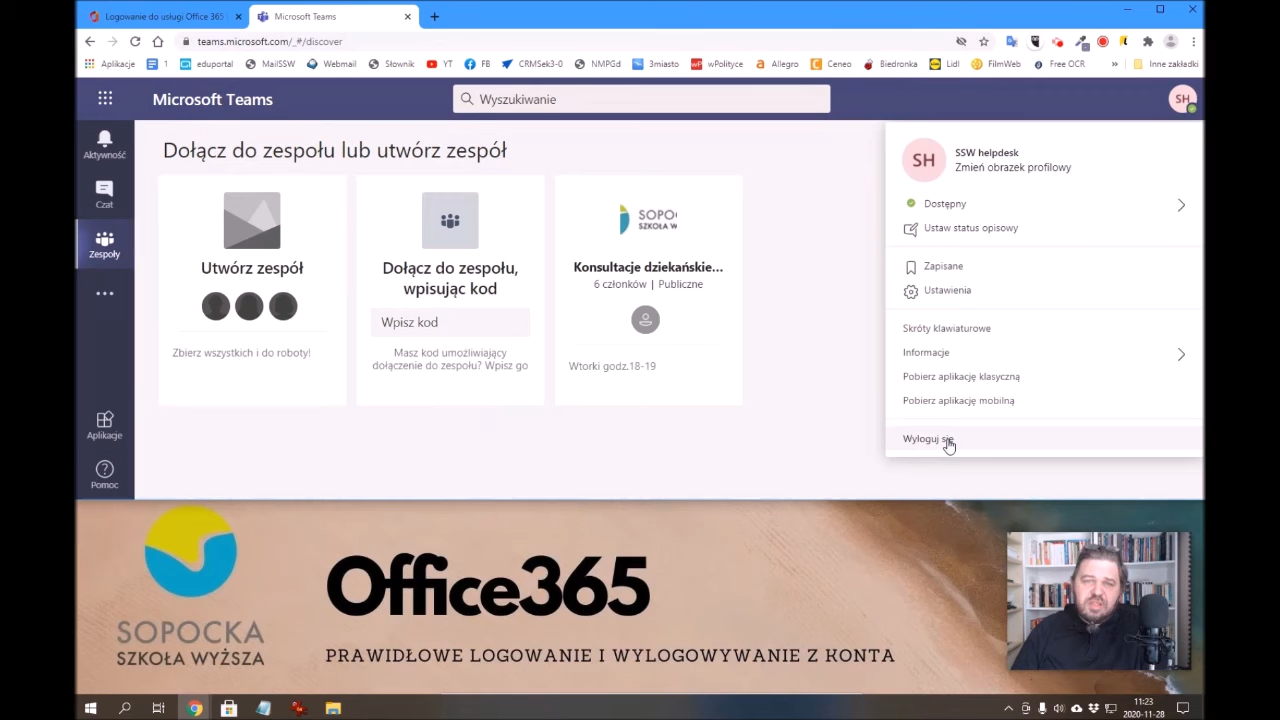 Logowanie do usługi Office 365
Microsoft Teams
teams.microsoft.com/_#/discover
Aplikacje
1
eduportal
MailSSW
Webmail
Słownik
YT
FB
CRMSek3-0
NMPGd
3miasto
wPolityce
Allegro
Ceneo
Biedronka
Lidl
FilmWeb
Free OCR
»
Inne zakładki
Microsoft Teams
Wyszukiwanie
SH
Aktywność
Czat
Zespoły
Aplikacje
Pomoc
Dołącz do zespołu lub utwórz zespół
Utwórz zespół
Zbierz wszystkich i do roboty!
Dołącz do zespołu,
wpisując kod
Wpisz kod
Masz kod umożliwiający
dołączenie do zespołu? Wpisz go
SOPO
SZKOŁA W
Konsultacje dziekańskie...
6 członków | Publiczne
Wtorki godz.18-19
SH
SSW helpdesk
Zmień obrazek profilowy
Dostępny
Ustaw status opisowy
Zapisane
Ustawienia
Skróty klawiaturowe
Informacje
Pobierz aplikację klasyczną
Pobierz aplikację mobilną
Wyloguj się
SOPOCKA
SZKOŁA WYŻSZA
Office365
PRAWIDŁOWE LOGOWANIE I WYLOGOWYWANIE Z KONTA
11:23
2020-11-28